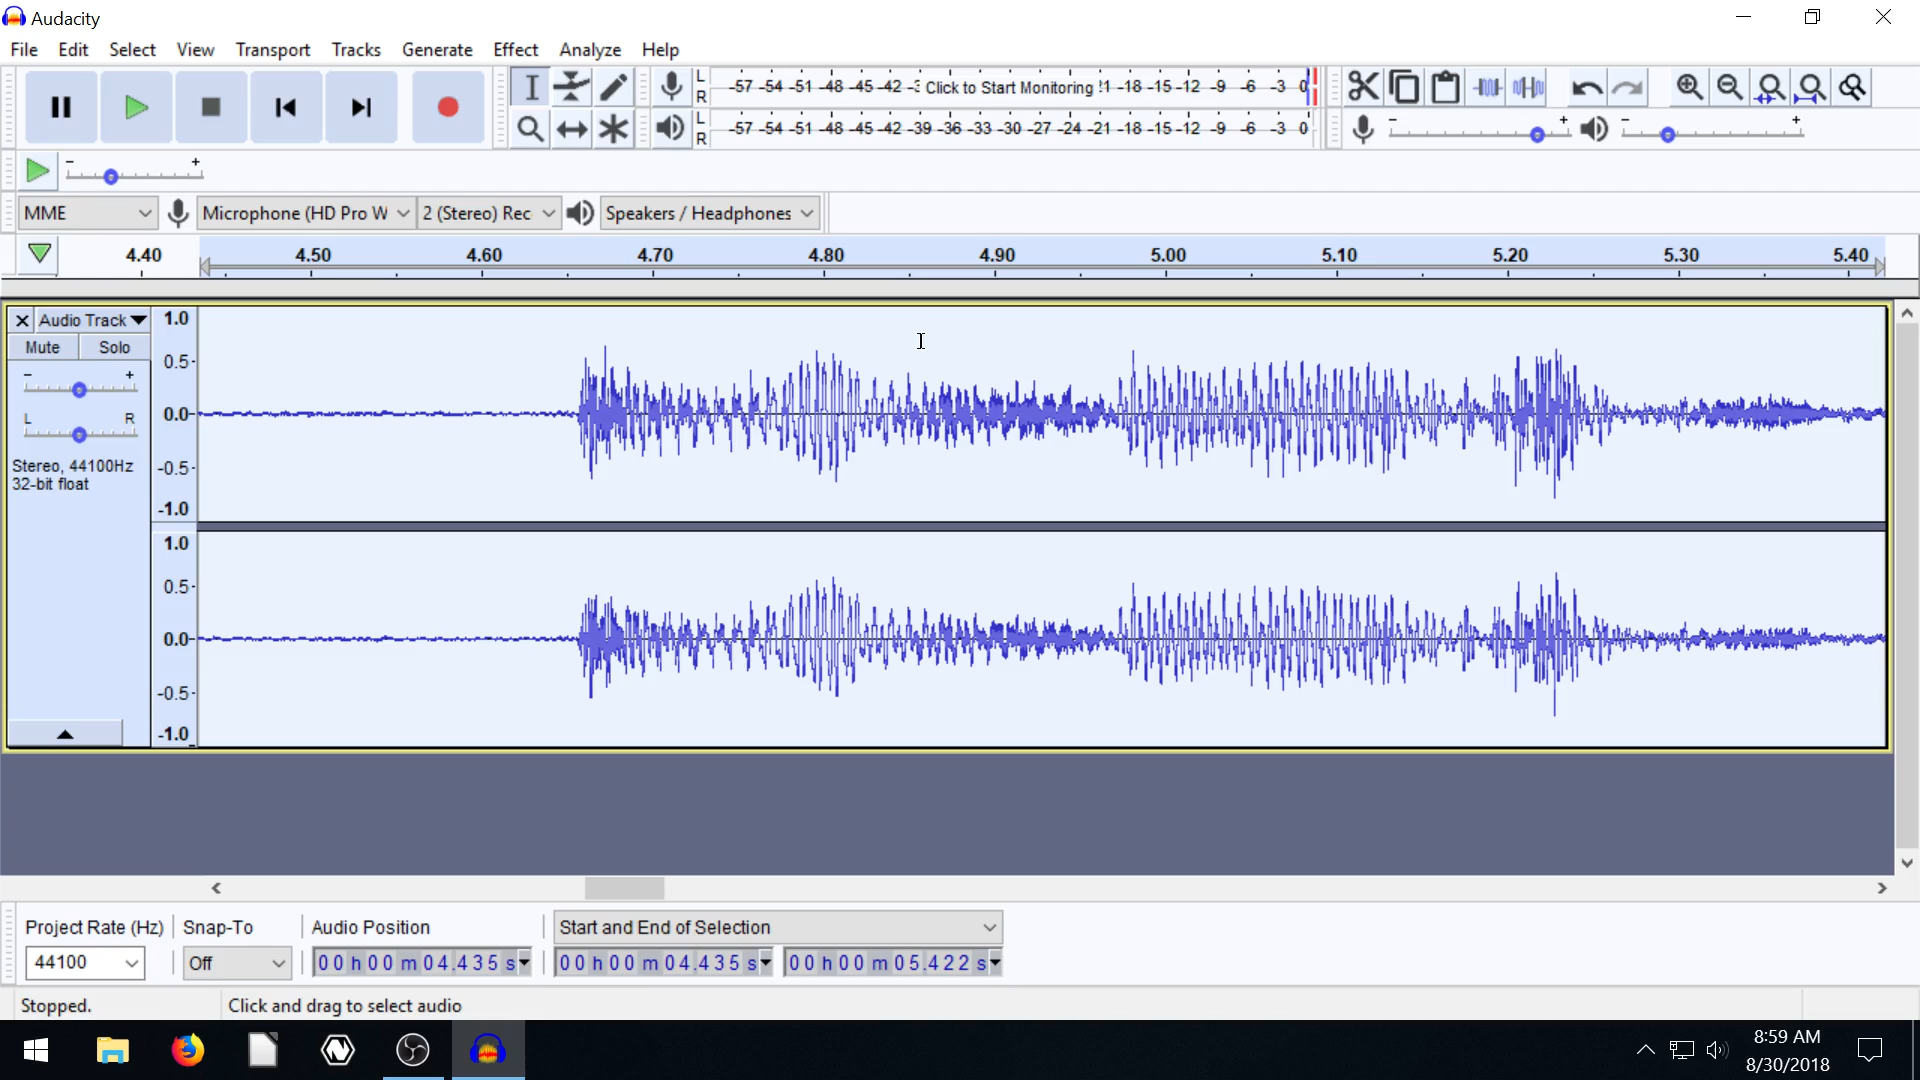 Audacity
File Edit Select View Transport Tracks Generate Effect Analyze Help
L
R
-57 -54 -51 -48 -45 -42 -3 Click to Start Monitoring !1 -18 -15 -12 -9 -6 -3 0
L
R
-57 -54 -51 -48 -45 -42 -39 -36 -33 -30 -27 -24 -21 -18 -15 -12 -9 -6 -3 0
- + - +
- +
MME Microphone (HD Pro W 2 (Stereo) Rec Speakers / Headphones
4.40 4.50 4.60 4.70 4.80 4.90 5.00 5.10 5.20 5.30 5.40
Audio Track
Mute Solo
- +
L R
Stereo, 44100Hz
32-bit float
1.0
0.5
0.0
-0.5
-1.0
1.0
0.5
0.0
-0.5
-1.0
Project Rate (Hz) Snap-To Audio Position Start and End of Selection
44100 Off 00 h 00 m 04.435 s 00 h 00 m 04.435 s 00 h 00 m 05.422 s
Stopped. Click and drag to select audio
8:59 AM
8/30/2018